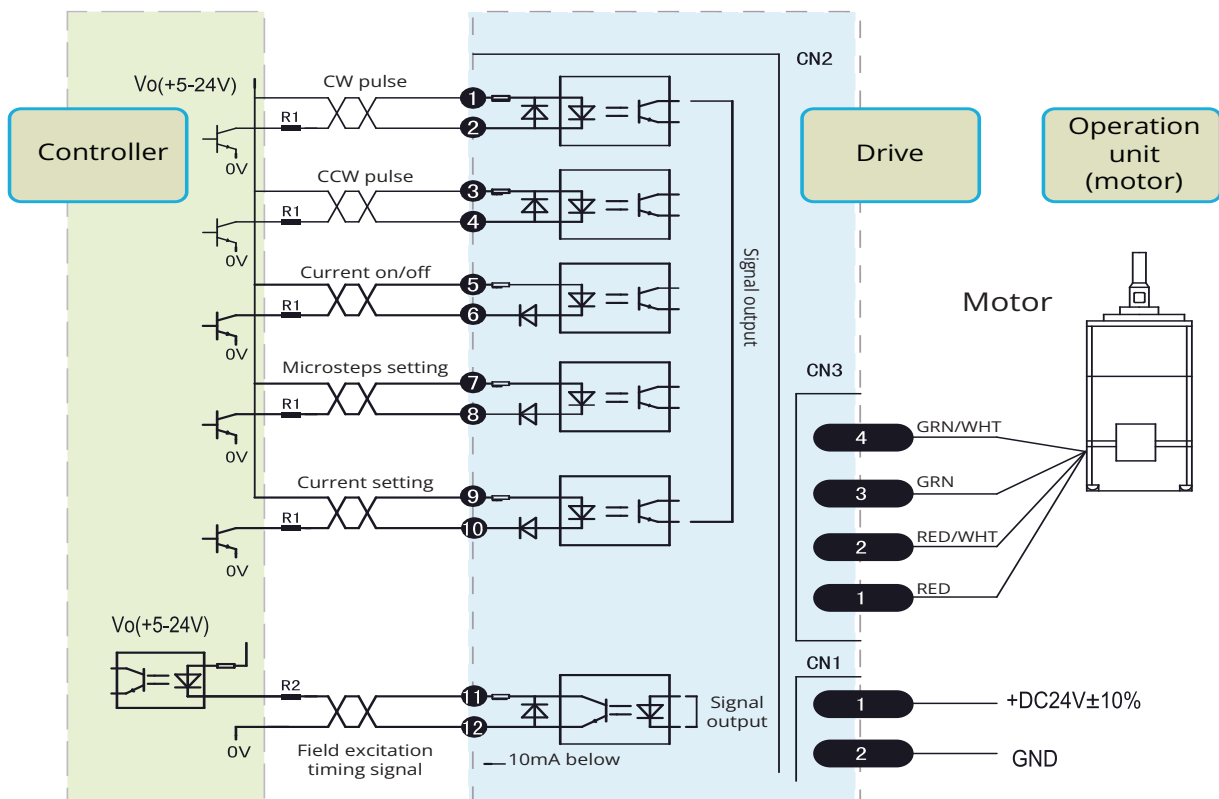 Controller
Drive
Operation
unit
(motor)
Vo(+5-24V)
CW pulse
R1
0V
1
2
CCW pulse
R1
0V
3
4
Current on/off
R1
0V
5
6
Microsteps setting
R1
0V
7
8
Current setting
R1
0V
9
10
Signal output
CN2
Vo(+5-24V)
R2
0V
11
12
Field excitation
timing signal
10mA below
Signal
output
Motor
CN3
4
GRN/WHT
3
GRN
2
RED/WHT
1
RED
CN1
1
+DC24V±10%
2
GND